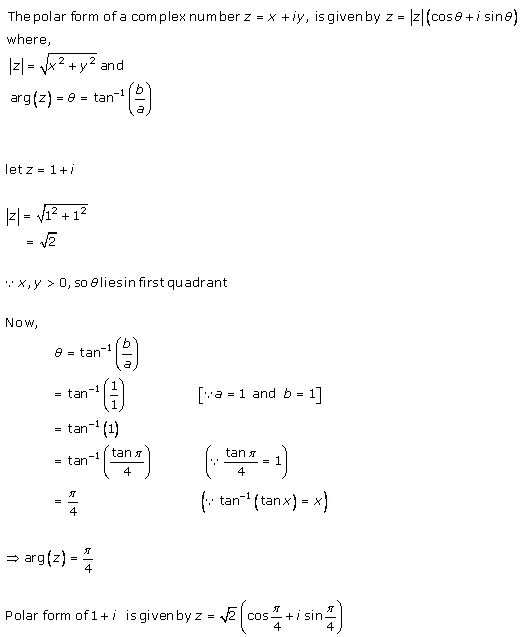 The polar form of a complex number z = x + iy, is given by z = |z|(cosθ + i sinθ)
where,
|z| = √(x² + y²) and
arg(z) = θ = tan⁻¹(b/a)
let z = 1 + i
|z| = √(1² + 1²)
= √2
∵ x, y > 0, so θ lies in first quadrant
Now,
θ = tan⁻¹(b/a)
= tan⁻¹(1/1) [∵ a = 1 and b = 1]
= tan⁻¹(1)
= tan⁻¹(tan π/4) (∵ tan π/4 = 1)
= π/4 (∵ tan⁻¹(tan x) = x)
⇒ arg(z) = π/4
Polar form of 1 + i is given by z = √2(cos π/4 + i sin π/4)